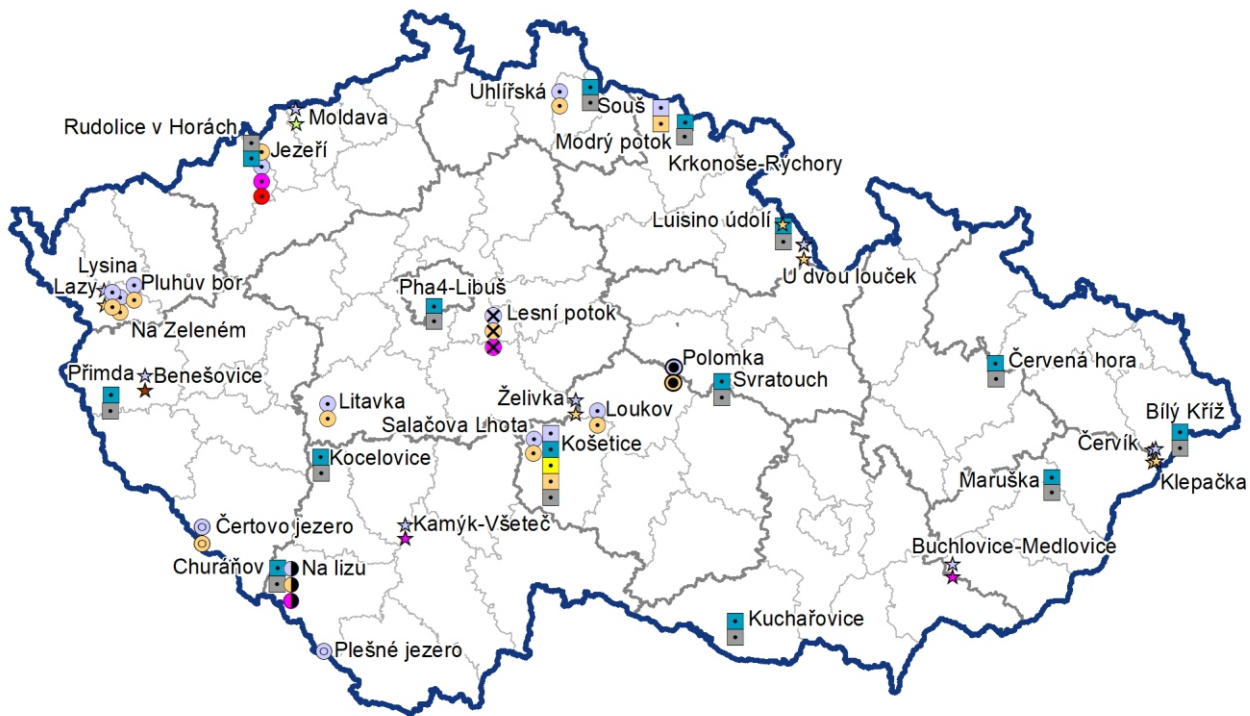 Uhlířská
Souš
Moldava
Rudolice v Horách
Modrý potok
Jezeří
Krkonoše-Rýchory
Luisino údolí
Lysina
U dvou louček
Lazy
Pluhův bor
Pha4-Libuš
Lesní potok
Na Zeleném
Polomka
Červená hora
Přimda
Benešovice
Svratouch
Želivka
Litavka
Loukov
Bílý Kříž
Salačova Lhota
Košetice
Červík
Kocelovice
Maruška
Klepačka
Čertovo jezero
Kamýk-Všeteč
Buchlovice-Medlovice
Churáňov
Na lizu
Kuchařovice
Plešné jezero